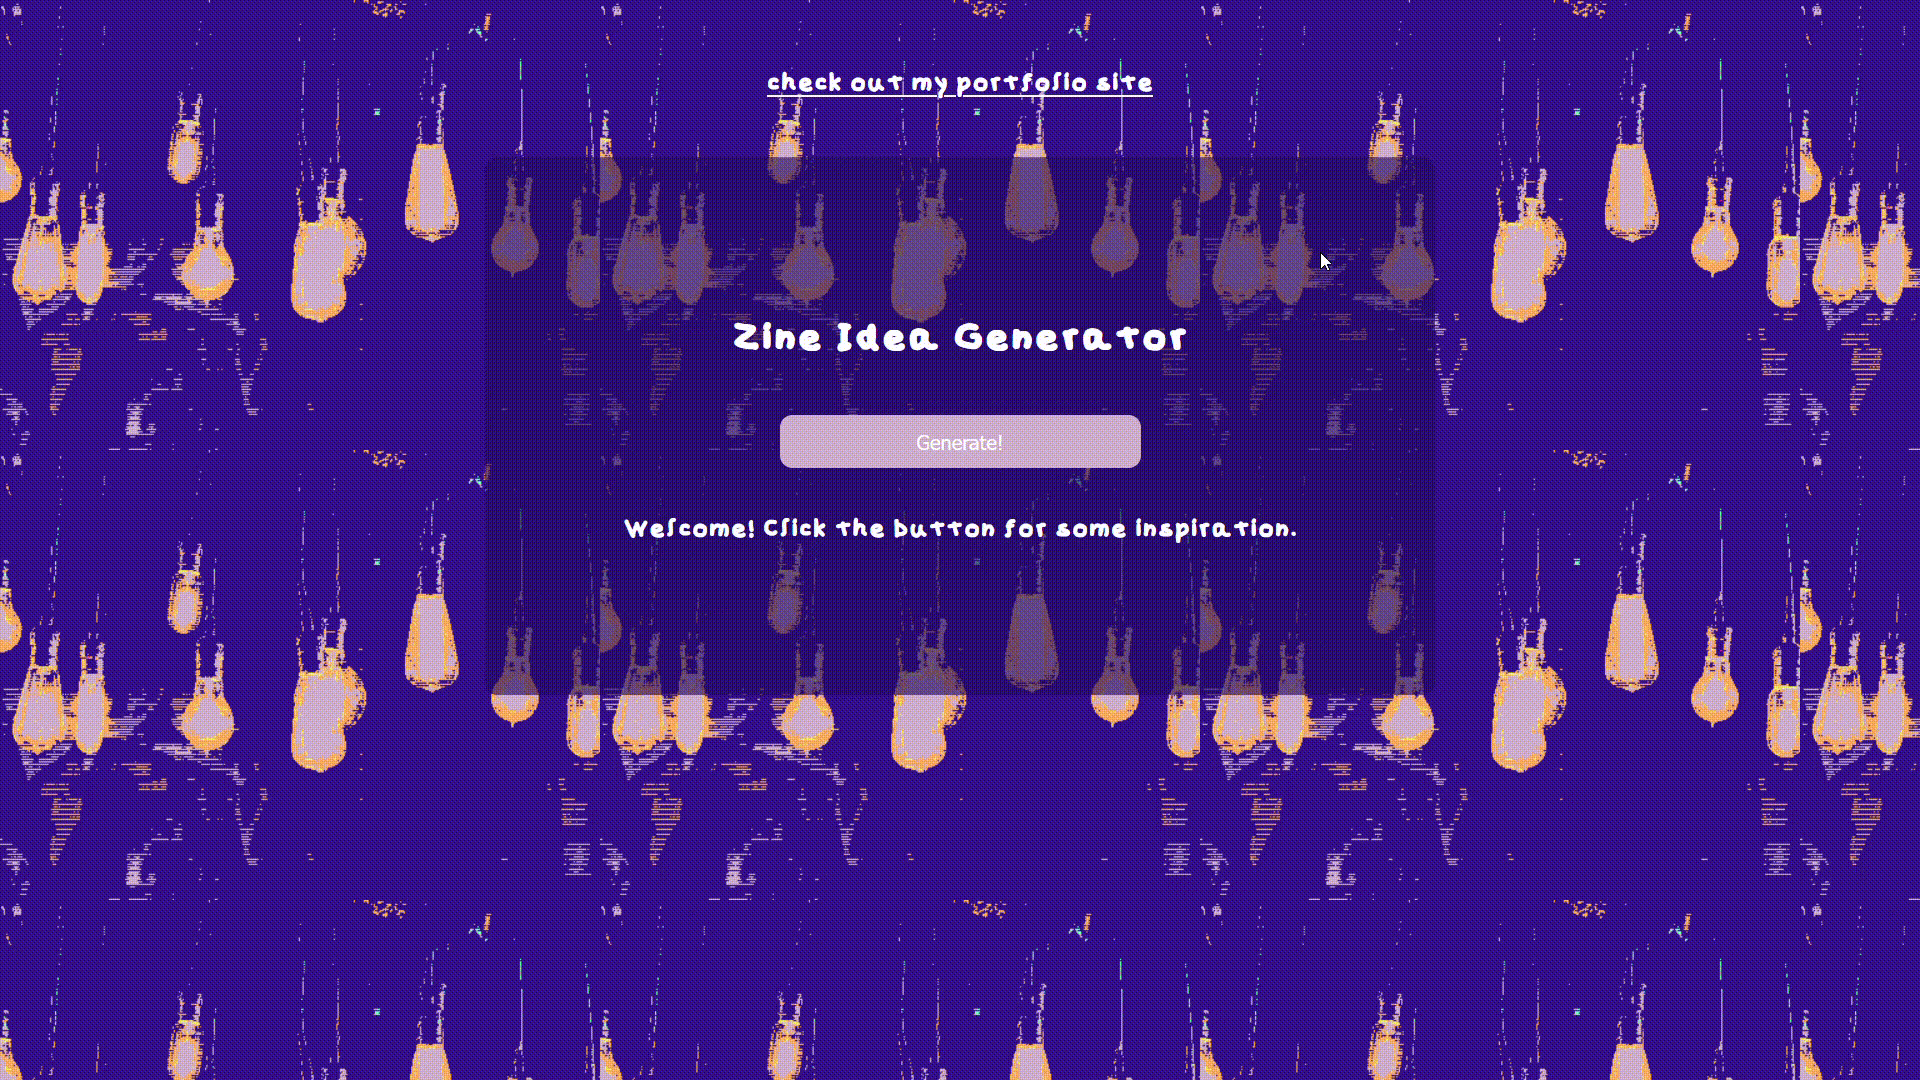 check out my portfolio site
Zine Idea Generator
Generate!
Welcome! Click the button for some inspiration.